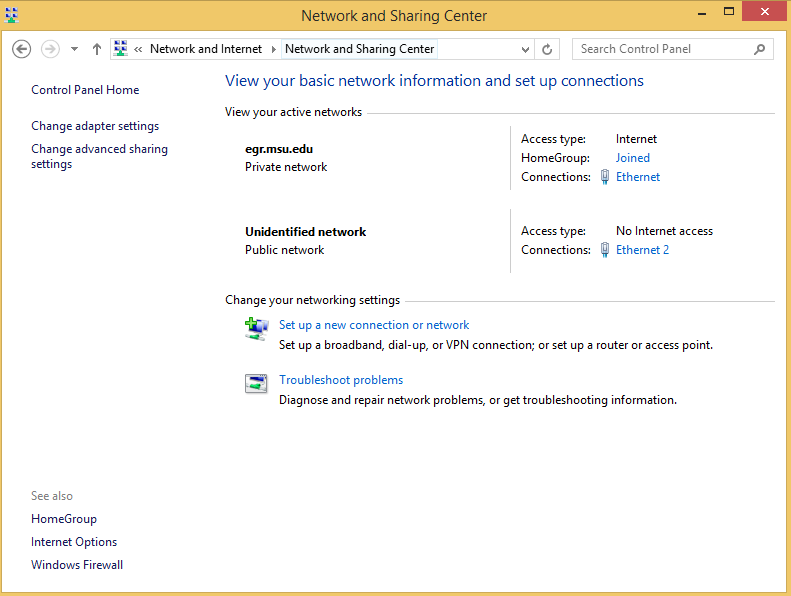 Network and Sharing Center
« Network and Internet Network and Sharing Center
Search Control Panel
Control Panel Home
Change adapter settings
Change advanced sharing
settings
View your basic network information and set up connections
View your active networks
egr.msu.edu
Private network
Access type: Internet
HomeGroup: Joined
Connections: Ethernet
Unidentified network
Public network
Access type: No Internet access
Connections: Ethernet 2
Change your networking settings
Set up a new connection or network
Set up a broadband, dial-up, or VPN connection; or set up a router or access point.
Troubleshoot problems
Diagnose and repair network problems, or get troubleshooting information.
See also
HomeGroup
Internet Options
Windows Firewall